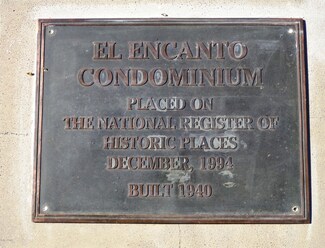 EL ENCANTO
CONDOMINIUM
PLACED ON
THE NATIONAL REGISTER OF
HISTORIC PLACES
DECEMBER, 1994
BUILT 1940